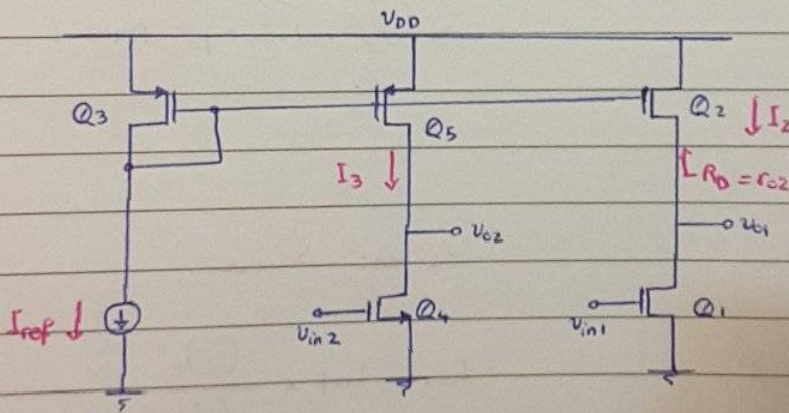 VDD
Q3
Q5
Q2
I2
I3
RD = ro2
vo2
vo1
Iref
vin2
Q4
vin1
Q1